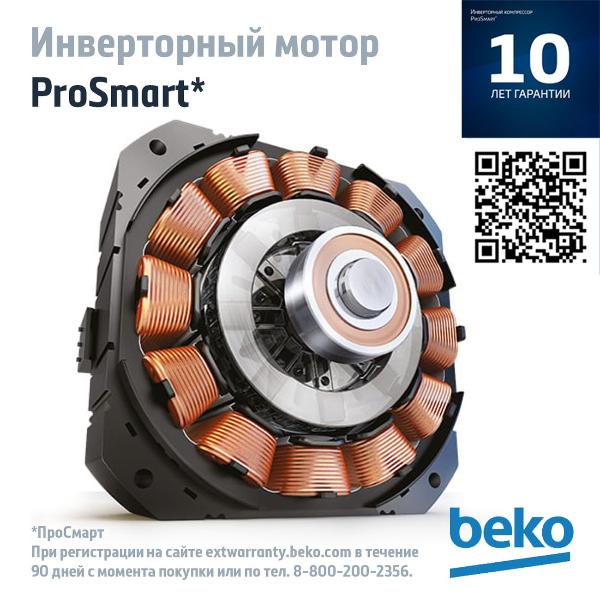 Инверторный мотор
ProSmart*
Инверторный компрессор
ProSmart™
10
ЛЕТ ГАРАНТИИ
*ПроСмарт
При регистрации на сайте extwarranty.beko.com в течение
90 дней с момента покупки или по тел. 8-800-200-2356.
beko